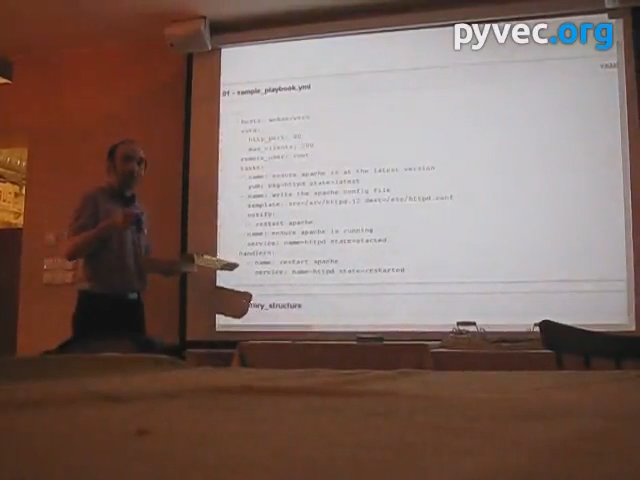 pyvec.org
YAML
01 - sample_playbook.yml
- hosts: webservers
vars:
http_port: 80
max_clients: 200
remote_user: root
tasks:
- name: ensure apache is at the latest version
yum: pkg=httpd state=latest
- name: write the apache config file
template: src=/srv/httpd.j2 dest=/etc/httpd.conf
notify:
- restart apache
- name: ensure apache is running
service: name=httpd state=started
handlers:
- name: restart apache
service: name=httpd state=restarted
structure